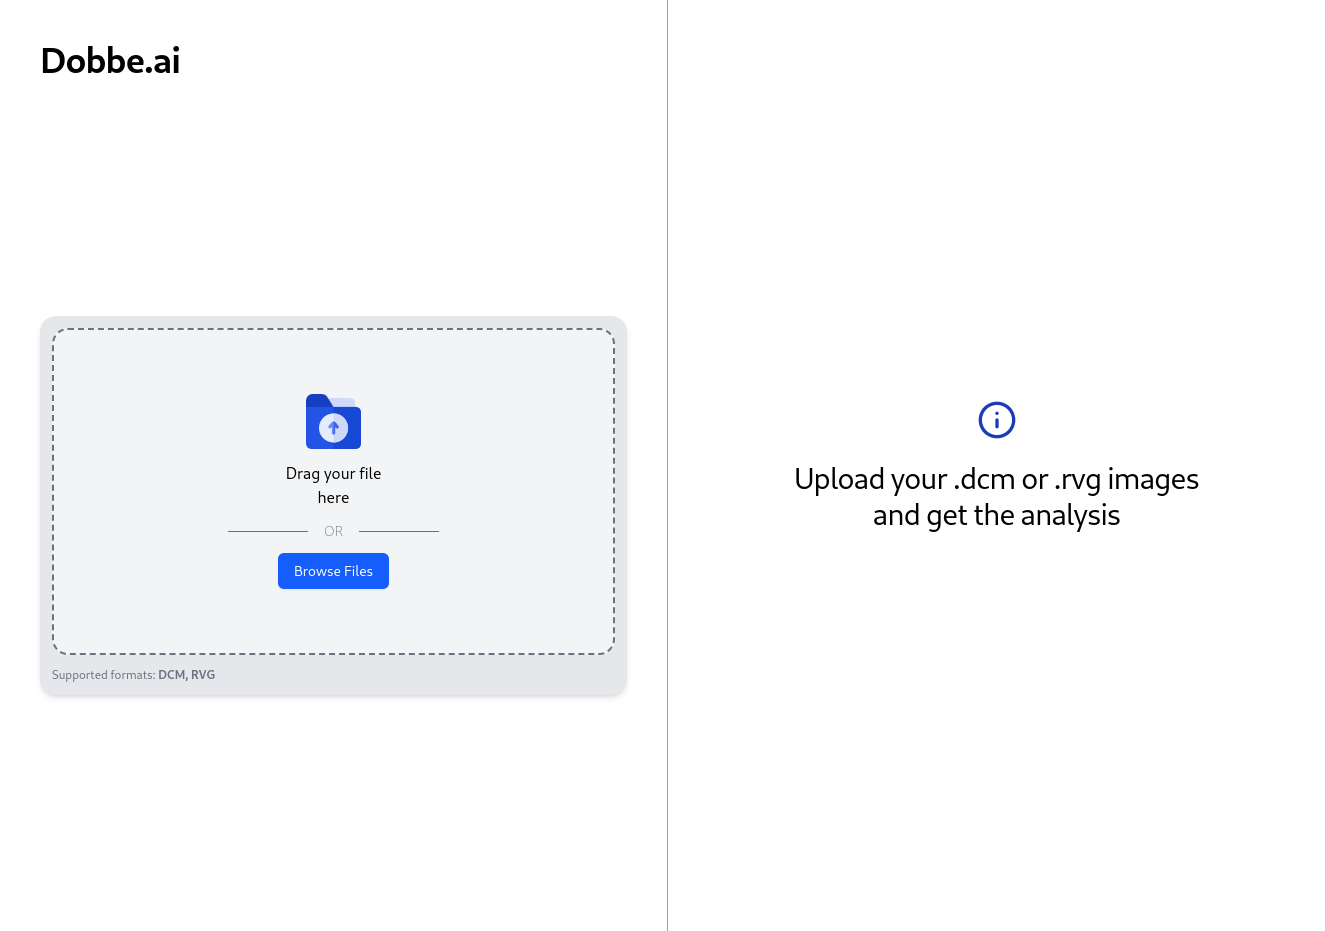 Dobbe.ai
Drag your file
here
OR
Browse Files
Supported formats: DCM, RVG
Upload your .dcm or .rvg images
and get the analysis